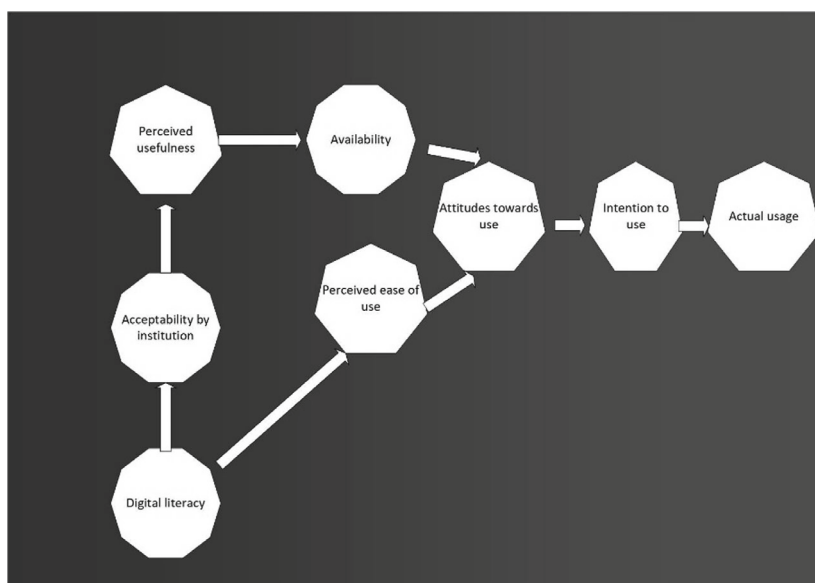 Perceived
usefulness
Availability
Attitudes towards
use
Intention to
use
Actual usage
Perceived ease of
use
Acceptability by
institution
Digital literacy